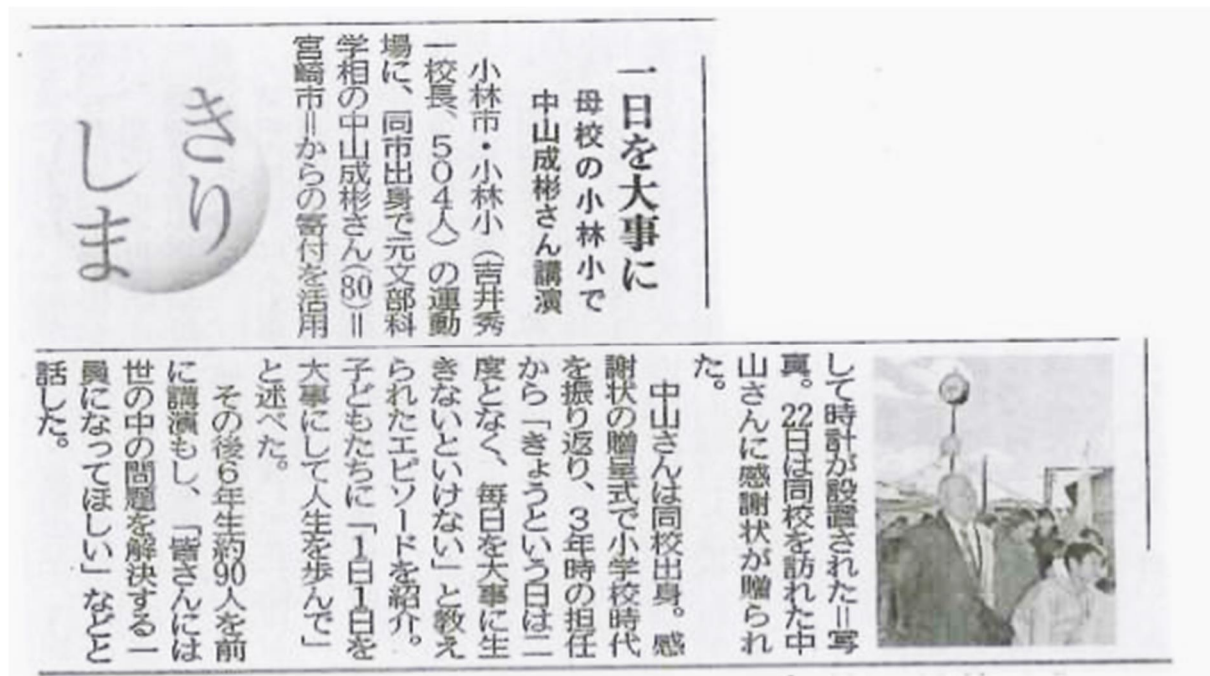 一日を大事に
母校の小林小で
中山成彬さん講演
小林市・小林小（吉井秀
一校長、504人）の運動
場に、同市出身で元文部科
学相の中山成彬さん(80)＝
宮崎市＝からの寄付を活用
きり
しま
して時計が設置された＝写
真。22日は同校を訪れた中
山さんに感謝状が贈られ
た。
中山さんは同校出身。感
謝状の贈呈式で小学校時代
を振り返り、3年時の担任
から「きょうという日は二
度となく、毎日を大事に生
きないといけない」と教え
られたエピソードを紹介。
子どもたちに「1日1日を
大事にして人生を歩んで」
と述べた。
その後6年生約90人を前
に講演もし、「皆さんには
世の中の問題を解決する一
員になってほしい」などと
話した。